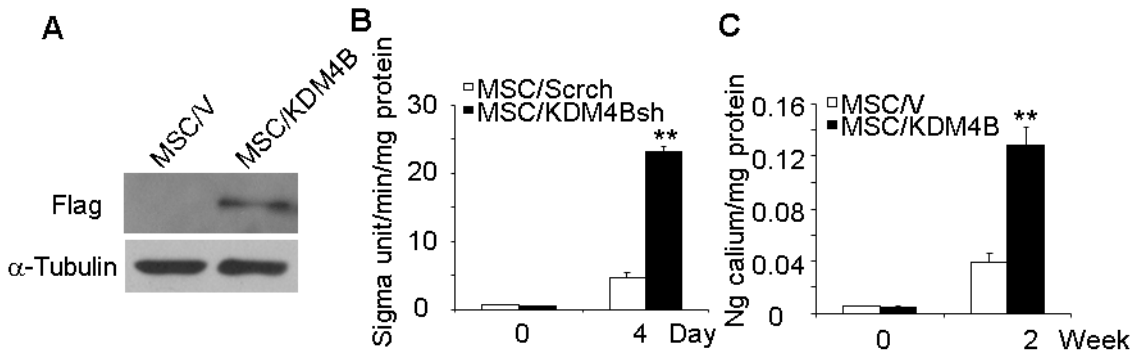 A
MSC/V
MSC/KDM4B
Flag
α-Tubulin
B
Sigma unit/min/mg protein
MSC/Scrch
MSC/KDM4Bsh
30
20
10
0
**
0
4
Day
C
Ng calium/mg protein
MSC/V
MSC/KDM4B
0.16
0.12
0.08
0.04
0
**
0
2
Week